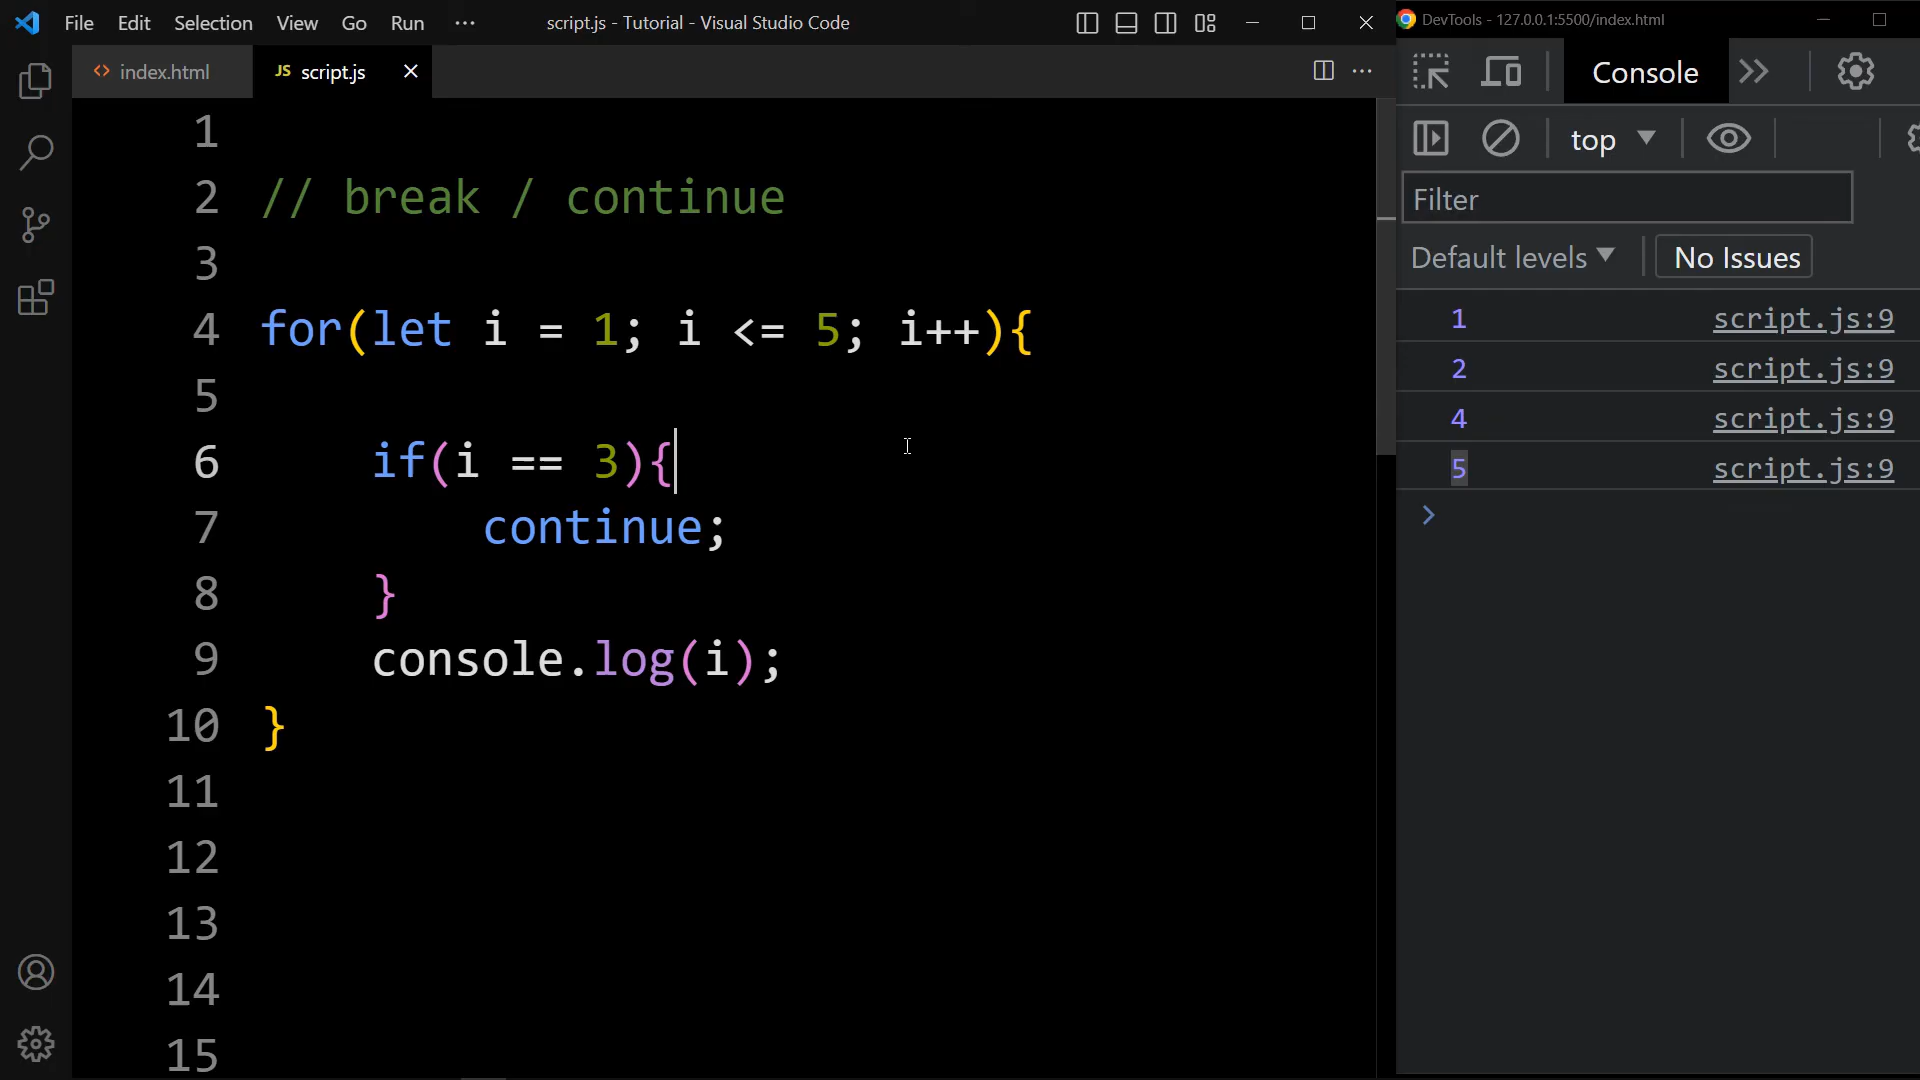 File Edit Selection View Go Run ··· script.js - Tutorial - Visual Studio Code
index.html JS script.js
1
2 // break / continue
3
4 for(let i = 1; i <= 5; i++){
5
6 if(i == 3){
7 continue;
8 }
9 console.log(i);
10 }
11
12
13
14
15
DevTools - 127.0.0.1:5500/index.html
Console
top
Filter
Default levels No Issues
1 script.js:9
2 script.js:9
4 script.js:9
5 script.js:9